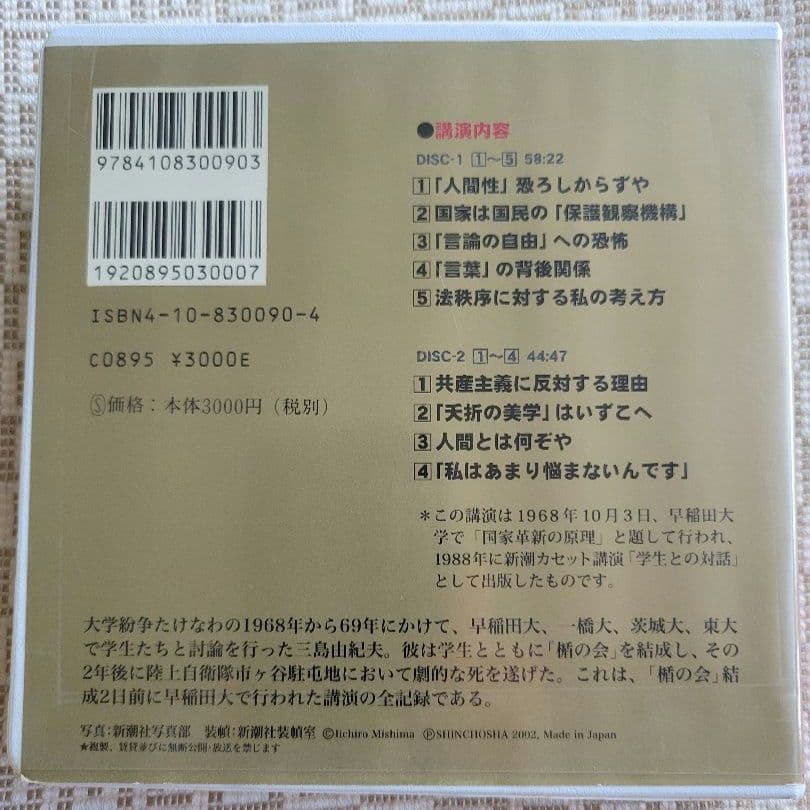 9784108300903
1920895030007
ISBN4-10-830090-4
C0895 ¥3000E
Ⓢ価格：本体3000円（税別）
●講演内容
DISC-1 1〜5 58:22
1「人間性」恐ろしからずや
2 国家は国民の「保護観察機構」
3「言論の自由」への恐怖
4「言葉」の背後関係
5 法秩序に対する私の考え方
DISC-2 1〜4 44:47
1 共産主義に反対する理由
2「夭折の美学」はいずこへ
3 人間とは何ぞや
4「私はあまり悩まないんです」
＊この講演は1968年10月3日、早稲田大
学で「国家革新の原理」と題して行われ、
1988年に新潮カセット講演「学生との対話」
として出版したものです。
大学紛争たけなわの1968年から69年にかけて、早稲田大、一橋大、茨城大、東大
で学生たちと討論を行った三島由紀夫。彼は学生とともに「楯の会」を結成し、その
2年後に陸上自衛隊市ヶ谷駐屯地において劇的な死を遂げた。これは、「楯の会」結
成2日前に早稲田大で行われた講演の全記録である。
写真：新潮社写真部　装幀：新潮社装幀室　©Iichiro Mishima　ⓅSHINCHOSHA 2002, Made in Japan
★複製、賃貸並びに無断公開・放送を禁じます